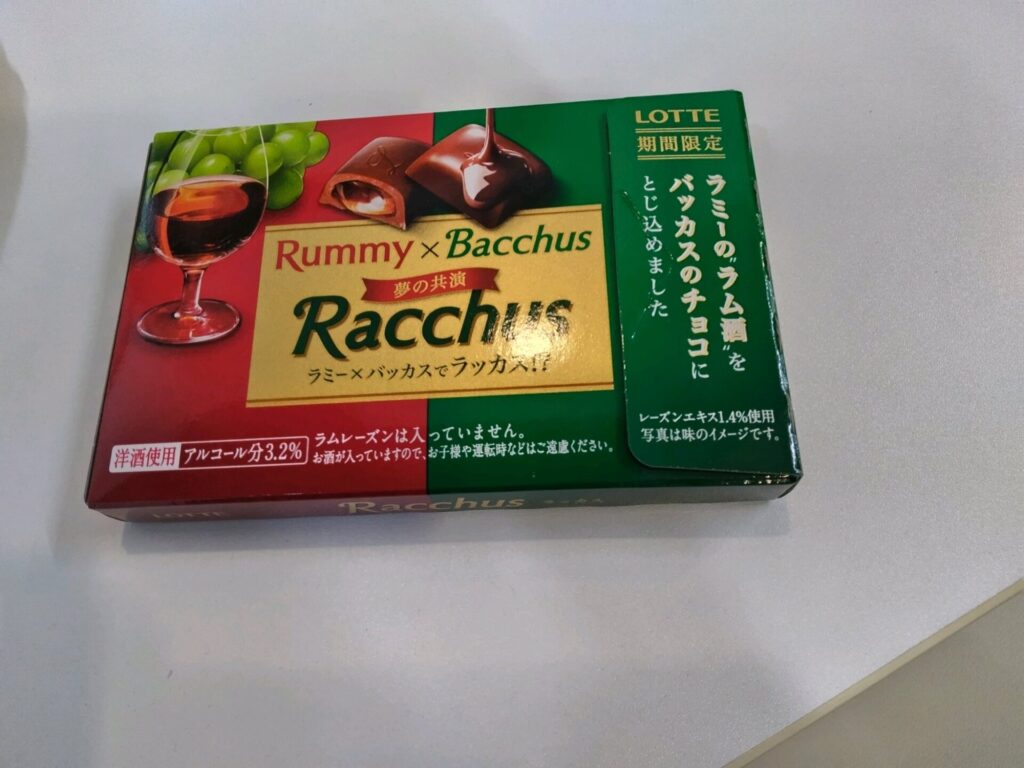 Rummy×Bacchus
夢の共演
Racchus
ラミー×バッカスでラッカス!?
洋酒使用 アルコール分3.2%
ラムレーズンは入っていません。
お酒が入っていますので、お子様や運転時などはご遠慮ください。
LOTTE
期間限定
ラミーの"ラム酒"を
バッカスのチョコに
とじ込めました
レーズンエキス1.4%使用
写真は味のイメージです。
LOTTE
Racchus ラッカス